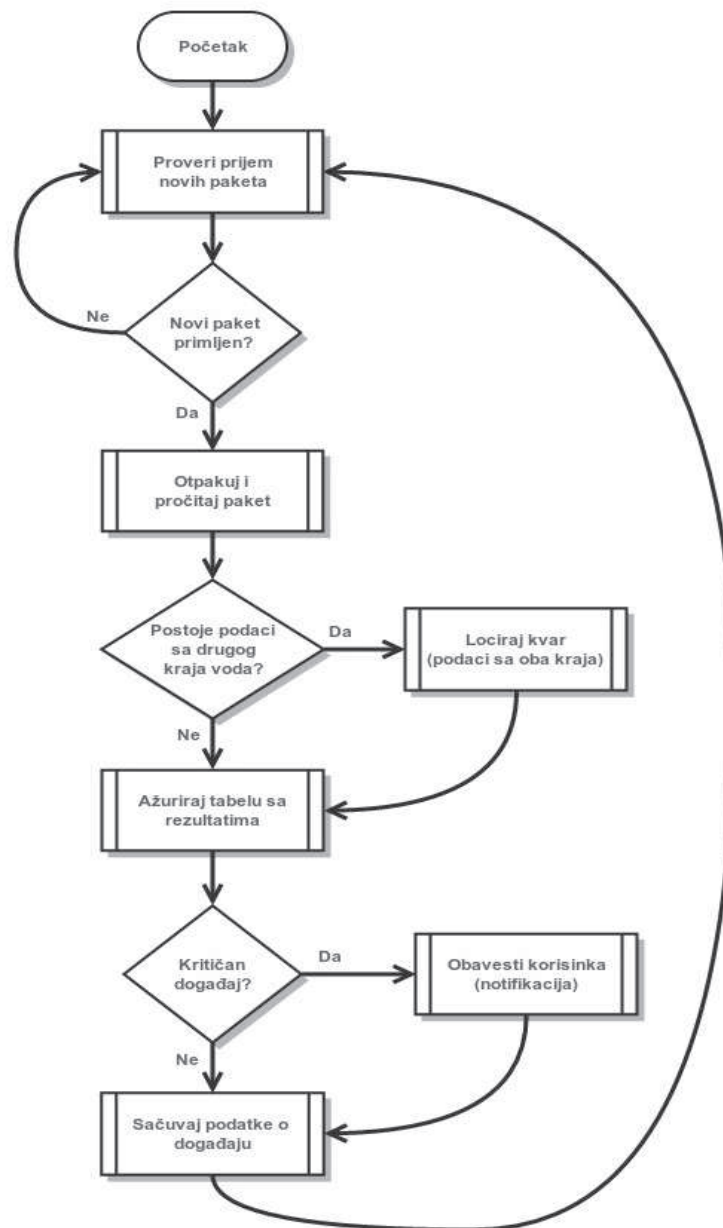 Početak
Proveri prijem
novih paketa
Ne
Novi paket
primljen?
Da
Otpakuj i
pročitaj paket
Postoje podaci
sa drugog
kraja voda?
Da
Lociraj kvar
(podaci sa oba kraja)
Ne
Ažuriraj tabelu sa
rezultatima
Kritičan
događaj?
Da
Obavesti korisinka
(notifikacija)
Ne
Sačuvaj podatke o
događaju